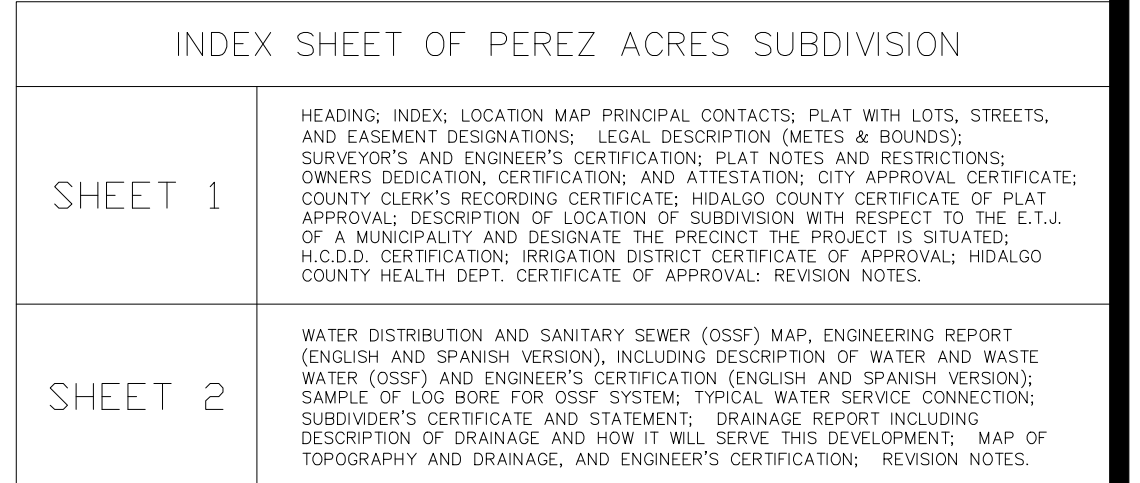 INDEX SHEET OF PEREZ ACRES SUBDIVISION
SHEET 1
HEADING; INDEX; LOCATION MAP PRINCIPAL CONTACTS; PLAT WITH LOTS, STREETS,
AND EASEMENT DESIGNATIONS; LEGAL DESCRIPTION (METES & BOUNDS);
SURVEYOR'S AND ENGINEER'S CERTIFICATION; PLAT NOTES AND RESTRICTIONS;
OWNERS DEDICATION, CERTIFICATION; AND ATTESTATION; CITY APPROVAL CERTIFICATE;
COUNTY CLERK'S RECORDING CERTIFICATE; HIDALGO COUNTY CERTIFICATE OF PLAT
APPROVAL; DESCRIPTION OF LOCATION OF SUBDIVISION WITH RESPECT TO THE E.T.J.
OF A MUNICIPALITY AND DESIGNATE THE PRECINCT THE PROJECT IS SITUATED;
H.C.D.D. CERTIFICATION; IRRIGATION DISTRICT CERTIFICATE OF APPROVAL; HIDALGO
COUNTY HEALTH DEPT. CERTIFICATE OF APPROVAL: REVISION NOTES.
SHEET 2
WATER DISTRIBUTION AND SANITARY SEWER (OSSF) MAP, ENGINEERING REPORT
(ENGLISH AND SPANISH VERSION), INCLUDING DESCRIPTION OF WATER AND WASTE
WATER (OSSF) AND ENGINEER'S CERTIFICATION (ENGLISH AND SPANISH VERSION);
SAMPLE OF LOG BORE FOR OSSF SYSTEM; TYPICAL WATER SERVICE CONNECTION;
SUBDIVIDER'S CERTIFICATE AND STATEMENT; DRAINAGE REPORT INCLUDING
DESCRIPTION OF DRAINAGE AND HOW IT WILL SERVE THIS DEVELOPMENT; MAP OF
TOPOGRAPHY AND DRAINAGE, AND ENGINEER'S CERTIFICATION; REVISION NOTES.